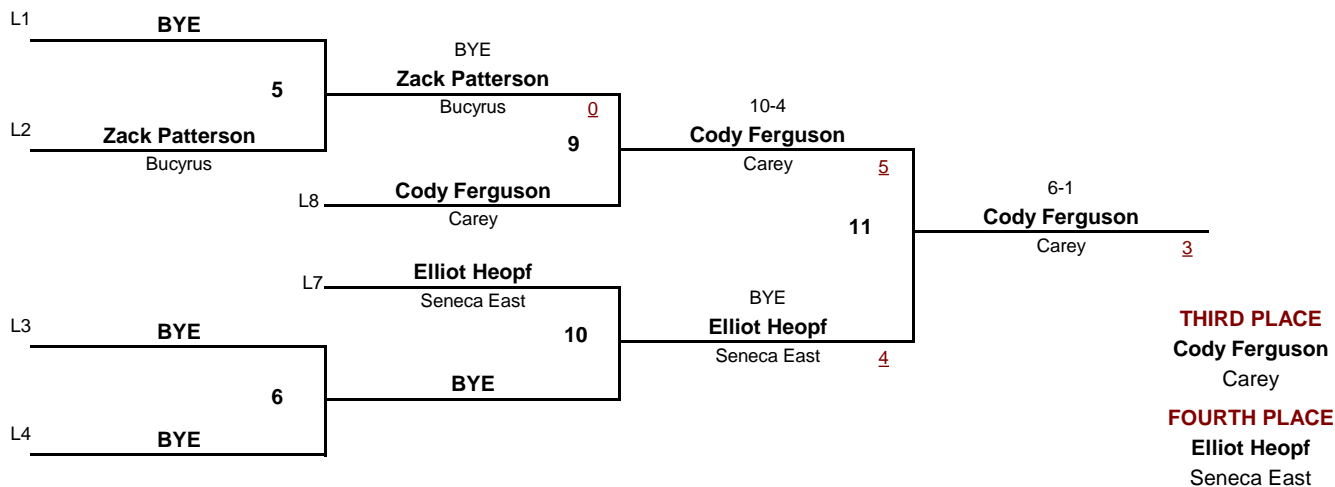 L1
BYE
BYE
5
Zack Patterson
Bucyrus
0
L2
Zack Patterson
Bucyrus
10-4
9
Cody Ferguson
Carey
5
L8
Cody Ferguson
Carey
6-1
11
Cody Ferguson
Carey
3
L7
Elliot Heopf
Seneca East
BYE
10
Elliot Heopf
Seneca East
4
L3
BYE
6
BYE
L4
BYE
THIRD PLACE
Cody Ferguson
Carey
FOURTH PLACE
Elliot Heopf
Seneca East